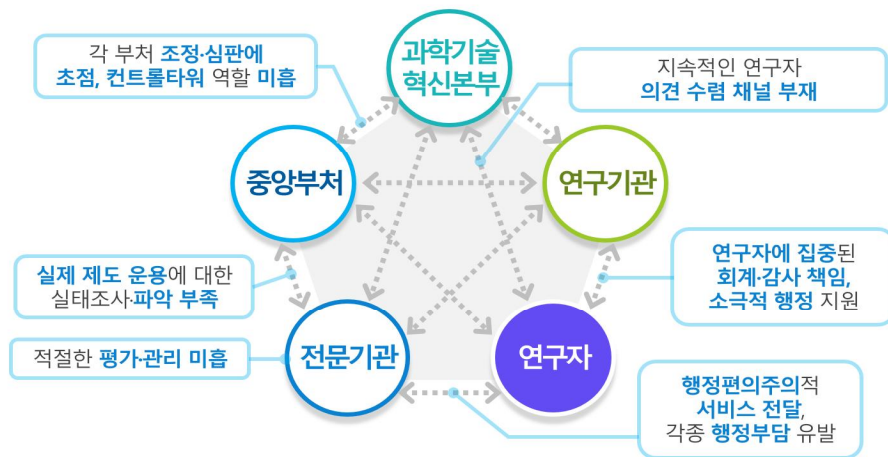 과학기술
혁신본부
각 부처 조정·심판에
초점, 컨트롤타워 역할 미흡
지속적인 연구자
의견 수렴 채널 부재
중앙부처
연구기관
실제 제도 운용에 대한
실태조사·파악 부족
연구자에 집중된
회계·감사 책임,
소극적 행정 지원
적절한 평가·관리 미흡
전문기관
연구자
행정편의주의적
서비스 전달,
각종 행정부담 유발